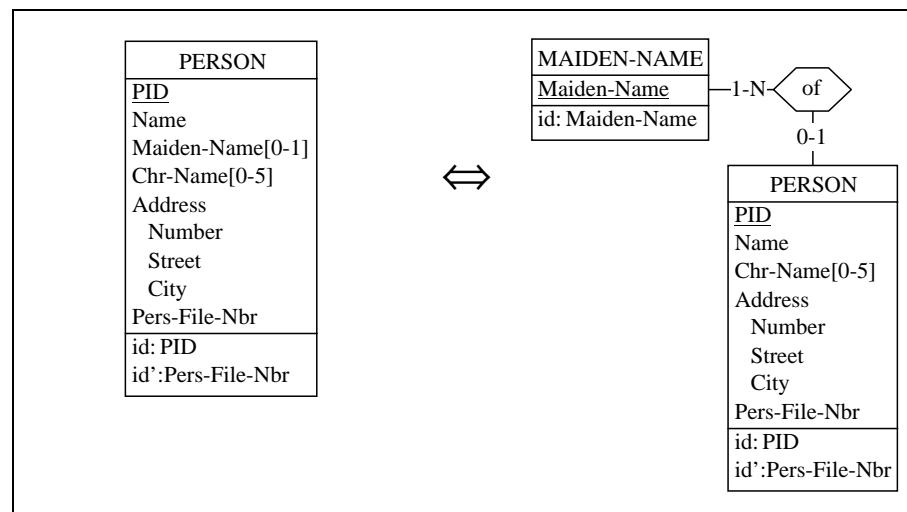 PERSON
PID
Name
Maiden-Name[0-1]
Chr-Name[0-5]
Address
Number
Street
City
Pers-File-Nbr
id: PID
id':Pers-File-Nbr
⇔
MAIDEN-NAME
Maiden-Name
id: Maiden-Name
1-N
of
0-1
PERSON
PID
Name
Chr-Name[0-5]
Address
Number
Street
City
Pers-File-Nbr
id: PID
id':Pers-File-Nbr